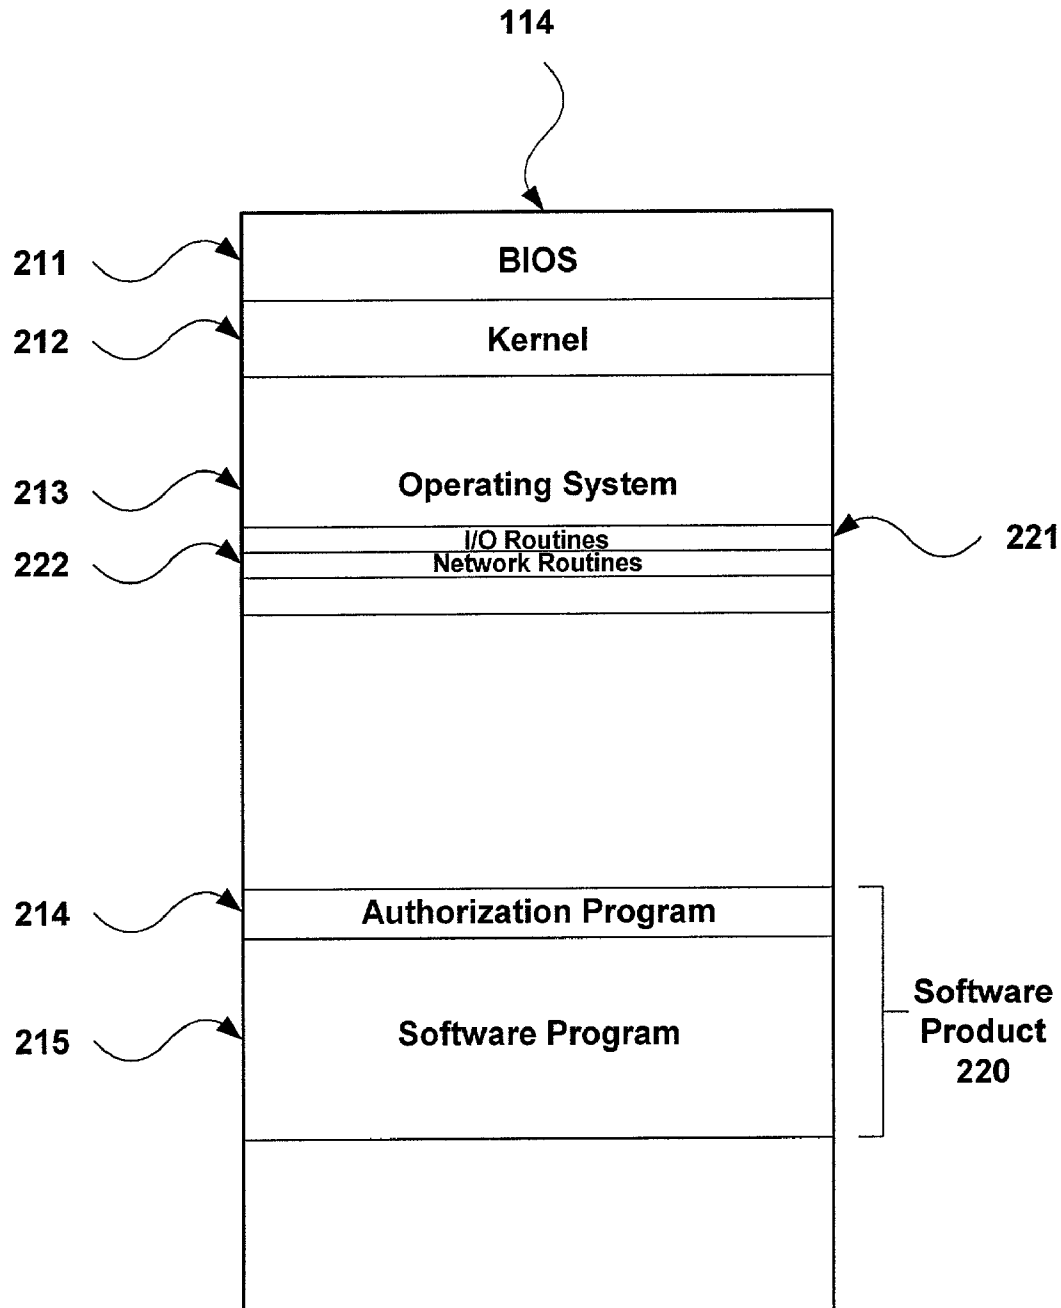 114
211
BIOS
212
Kernel
213
Operating System
I/O Routines
221
222
Network Routines
214
Authorization Program
215
Software Program
Software
Product
220